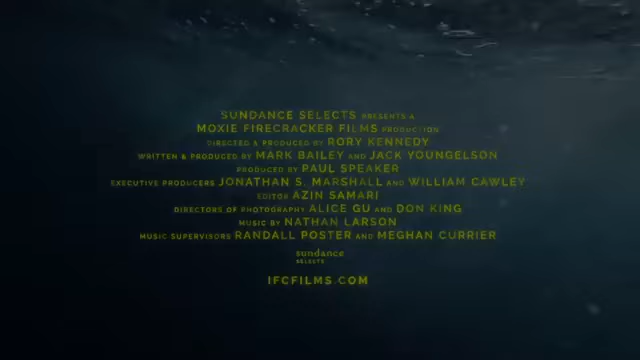 SUNDANCE SELECTS PRESENTS A
MOXIE FIRECRACKER FILMS PRODUCTION
DIRECTED & PRODUCED BY RORY KENNEDY
WRITTEN & PRODUCED BY MARK BAILEY AND JACK YOUNGELSON
PRODUCED BY PAUL SPEAKER
EXECUTIVE PRODUCERS JONATHAN S. MARSHALL AND WILLIAM CAWLEY
EDITOR AZIN SAMARI
DIRECTORS OF PHOTOGRAPHY ALICE GU AND DON KING
MUSIC BY NATHAN LARSON
MUSIC SUPERVISORS RANDALL POSTER AND MEGHAN CURRIER
sundance
SELECTS
IFCFILMS.COM